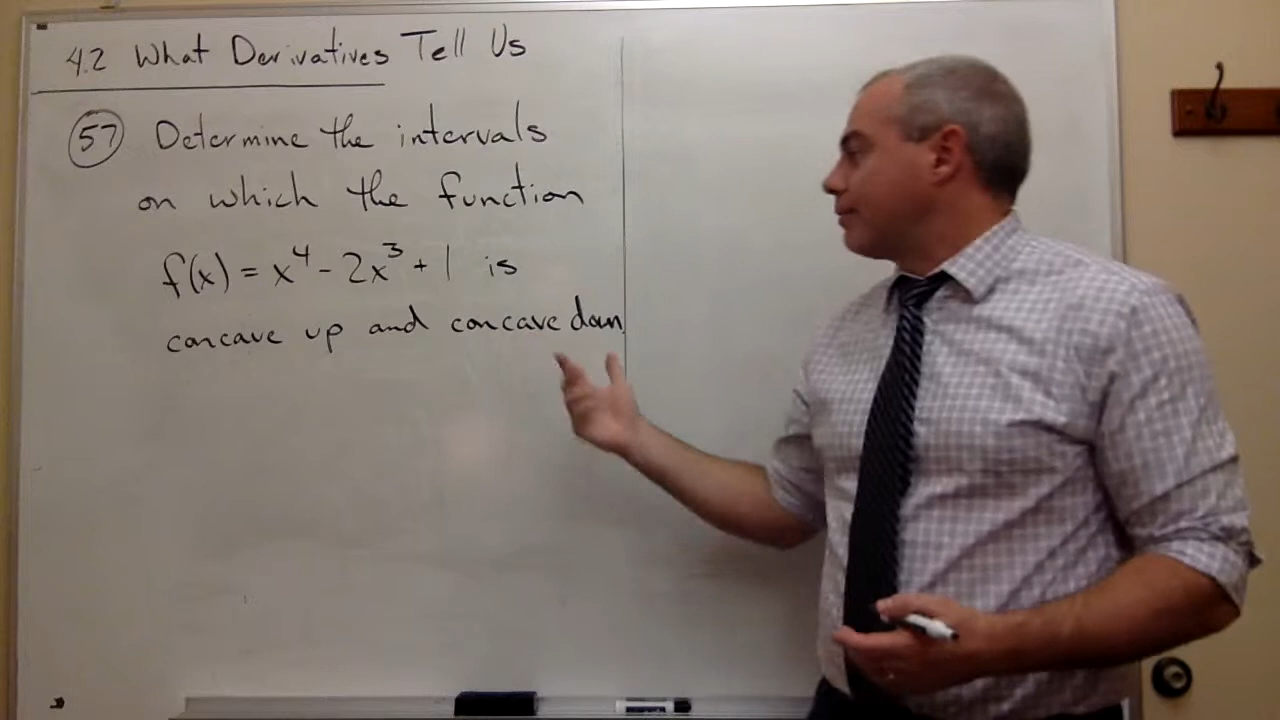 4.2 What Derivatives Tell Us
57 Determine the intervals
on which the function
f(x) = x⁴ - 2x³ + 1 is
concave up and concave down